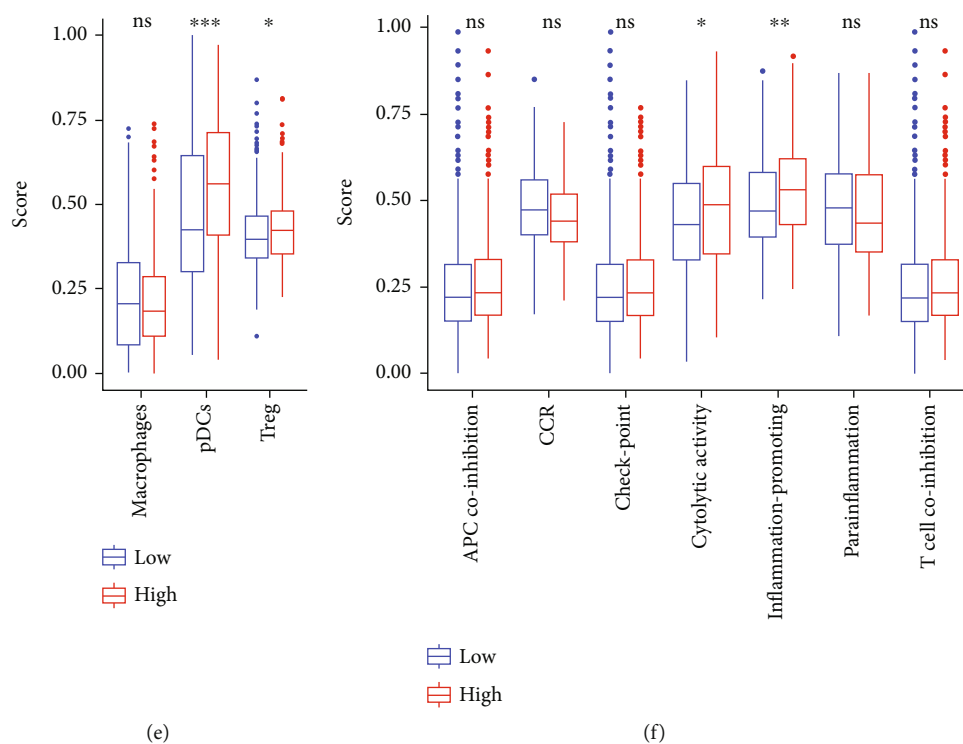 ns *** *
Score
1.00
0.75
0.50
0.25
0.00
Macrophages
pDCs
Treg
Low
High
(e)
ns ns ns * ** ns ns
Score
1.00
0.75
0.50
0.25
0.00
APC co-inhibition
CCR
Check-point
Cytolytic activity
Inflammation-promoting
Parainflammation
T cell co-inhibition
Low
High
(f)